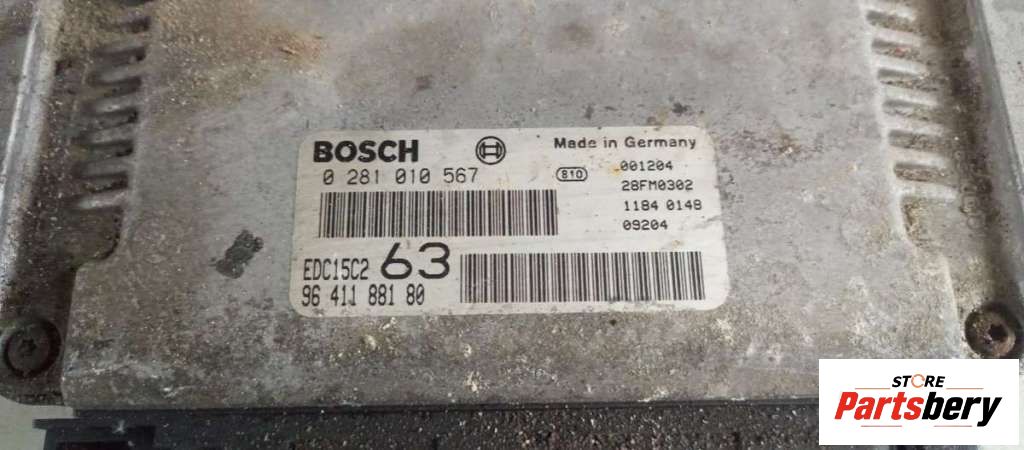 BOSCH
Made in Germany
0 281 010 567
810
001204
28FM0302
1184 0148
09204
EDC15C2 63
96 411 881 80
STORE
Partsbery